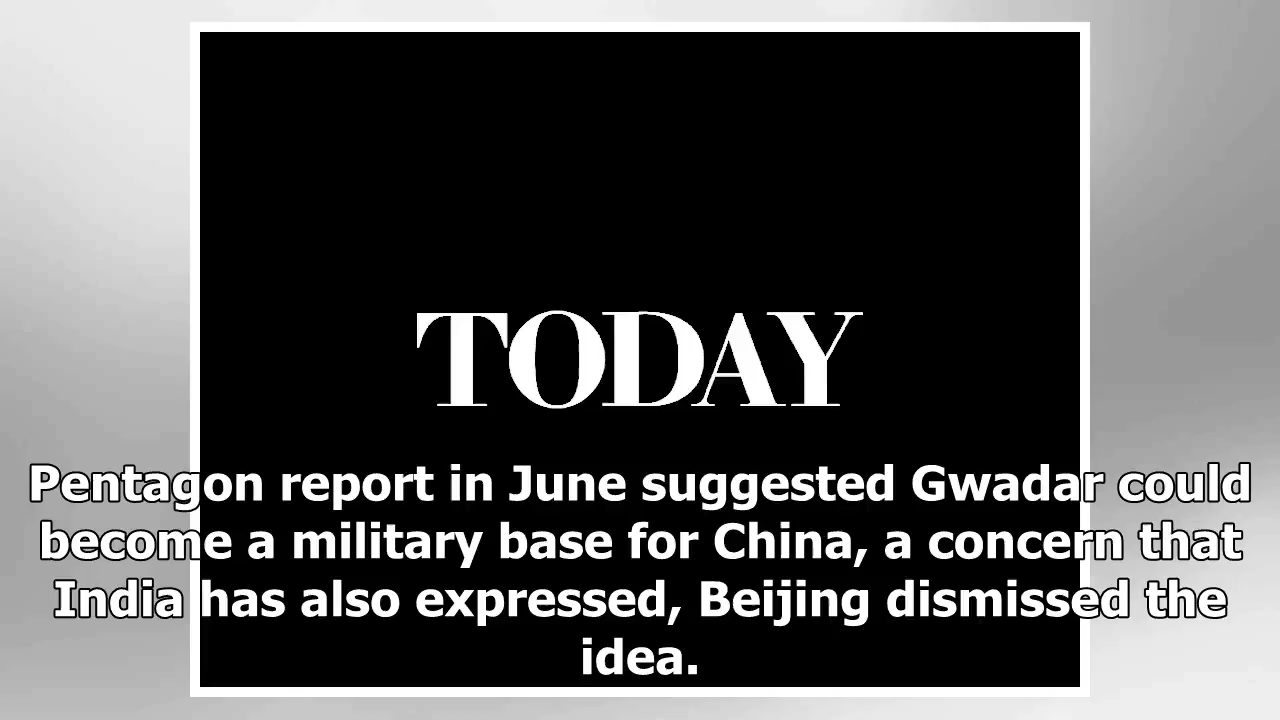 TODAY
Pentagon report in June suggested Gwadar could
become a military base for China, a concern that
India has also expressed, Beijing dismissed the
idea.